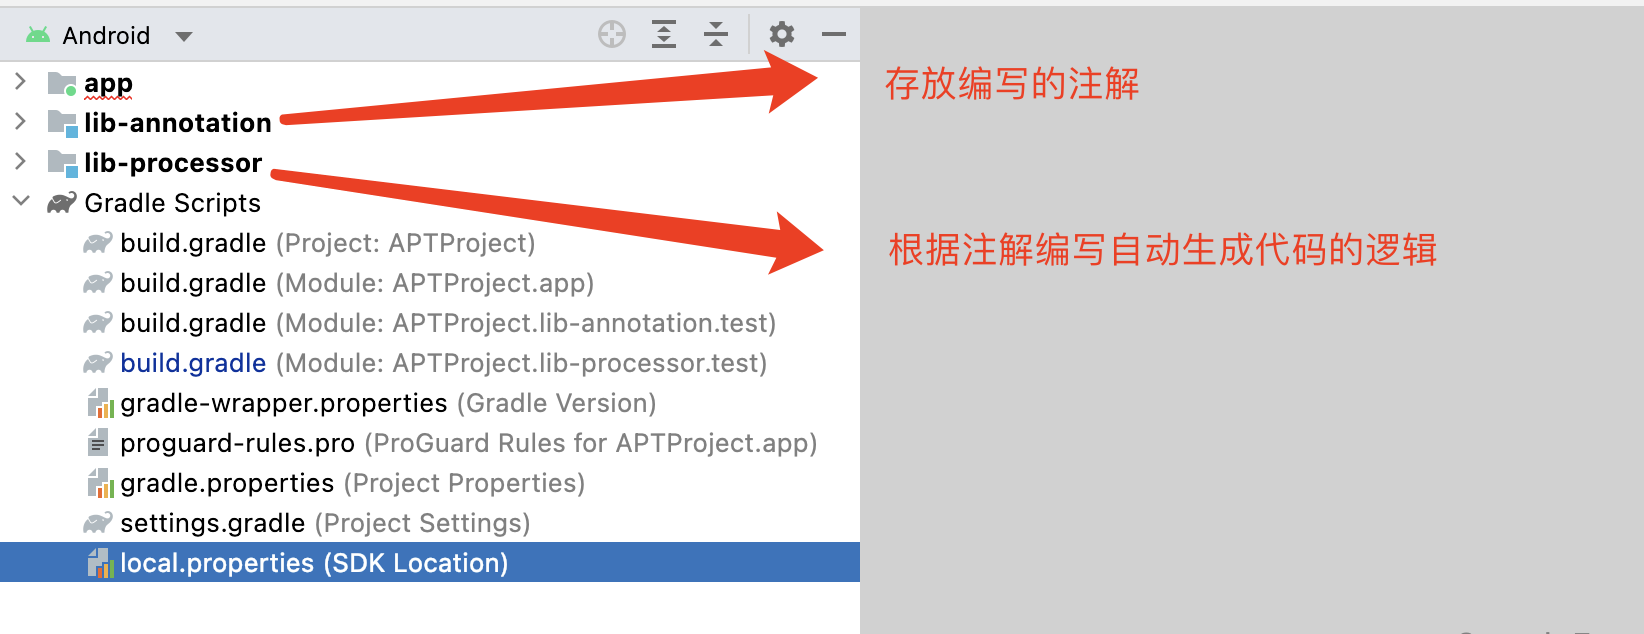 Android
app
lib-annotation
存放编写的注解
lib-processor
根据注解编写自动生成代码的逻辑
Gradle Scripts
build.gradle (Project: APTProject)
build.gradle (Module: APTProject.app)
build.gradle (Module: APTProject.lib-annotation.test)
build.gradle (Module: APTProject.lib-processor.test)
gradle-wrapper.properties (Gradle Version)
proguard-rules.pro (ProGuard Rules for APTProject.app)
gradle.properties (Project Properties)
settings.gradle (Project Settings)
local.properties (SDK Location)